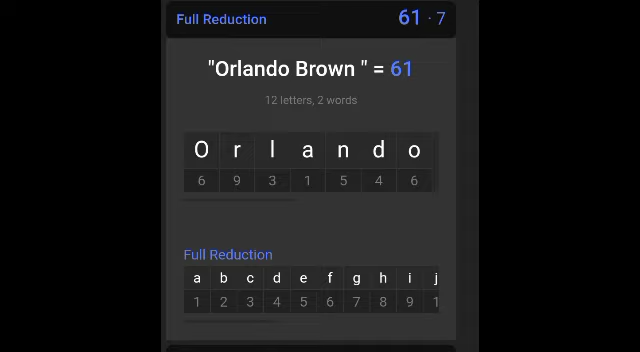 Full Reduction 61 · 7
"Orlando Brown " = 61
12 letters, 2 words
O r l a n d o
6 9 3 1 5 4 6
Full Reduction
a b c d e f g h i j
1 2 3 4 5 6 7 8 9 1